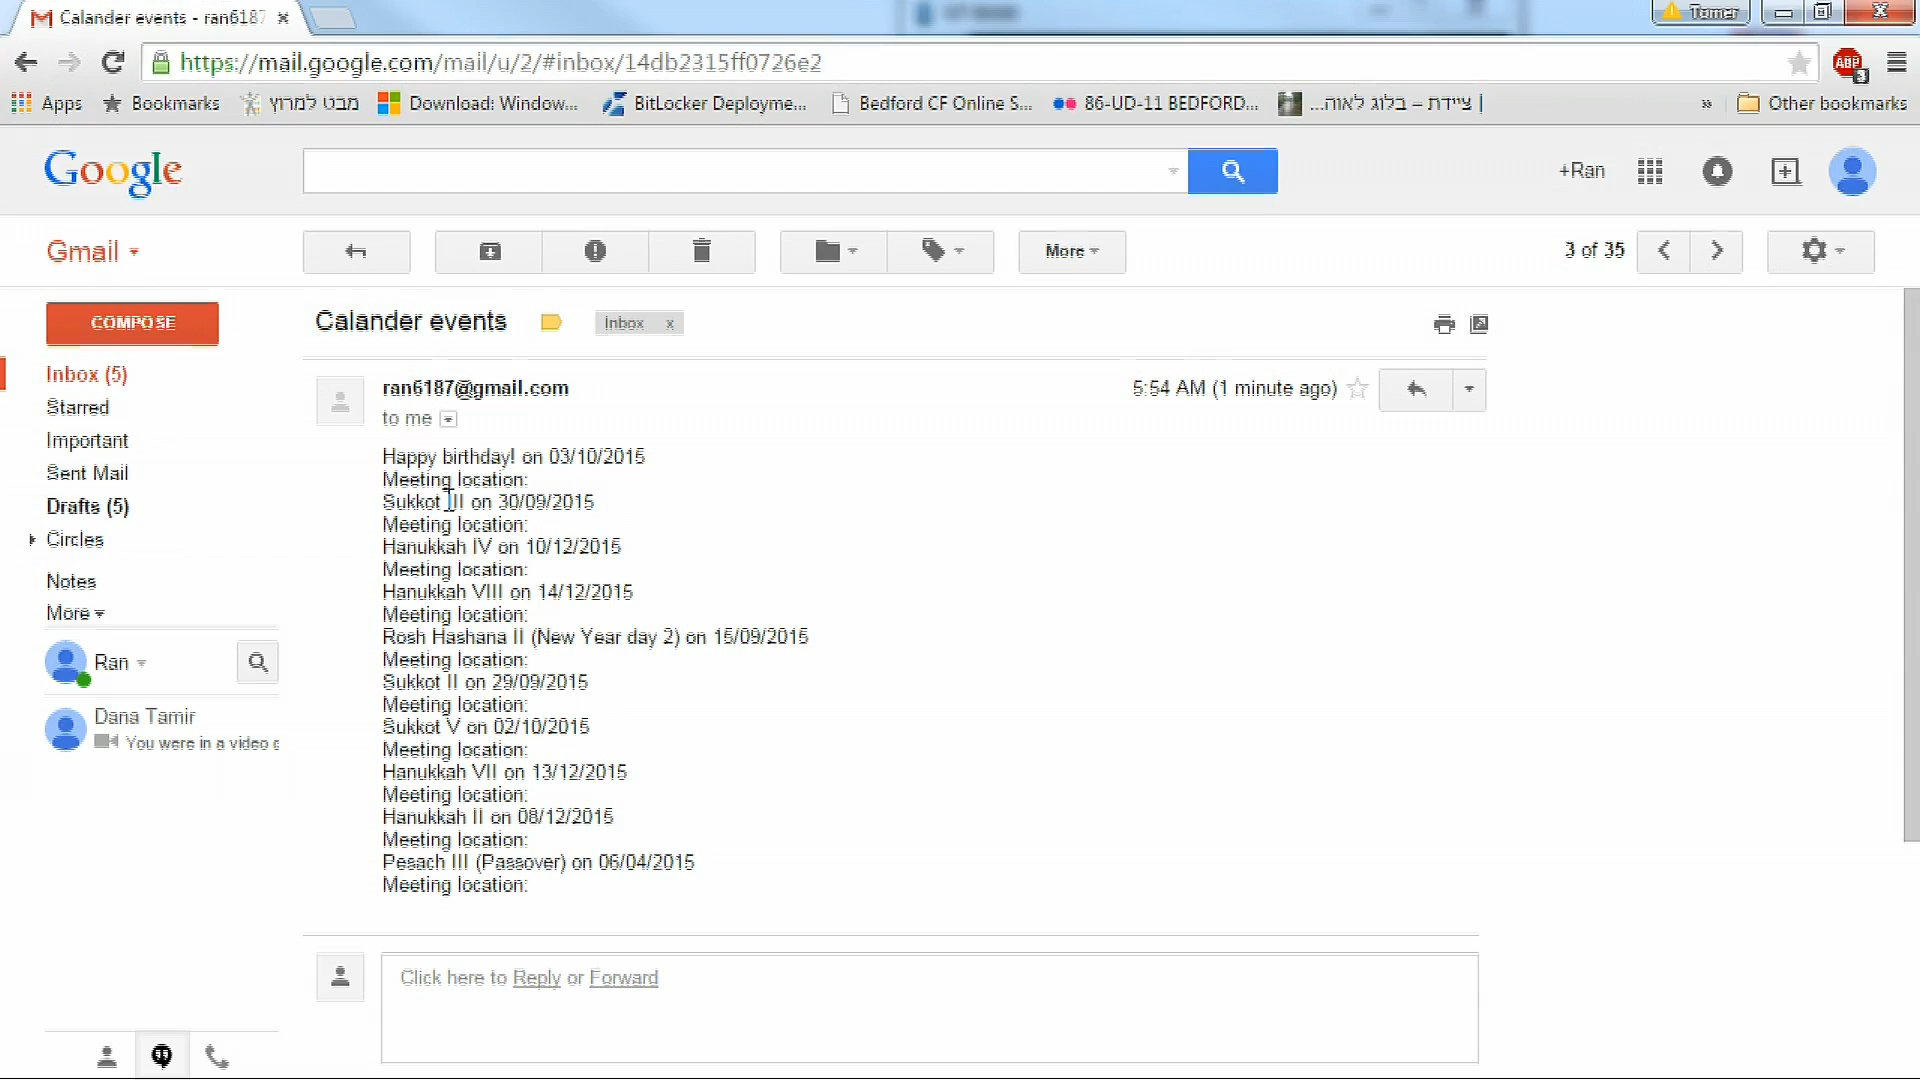 Calander events - ran6187
Tomer
https://mail.google.com/mail/u/2/#inbox/14db2315ff0726e2
ABP
3
Apps
Bookmarks
מבט למרוץ
Download: Window...
BitLocker Deployme...
Bedford CF Online S...
86-UD-11 BEDFORD...
ציידת – בלוג לאוה...
»
Other bookmarks
Google
+Ran
Gmail
More
3 of 35
COMPOSE
Calander events
Inbox x
Inbox (5)
Starred
Important
Sent Mail
Drafts (5)
Circles
Notes
More
Ran
Dana Tamir
You were in a video c
ran6187@gmail.com
5:54 AM (1 minute ago)
to me
Happy birthday! on 03/10/2015
Meeting location:
Sukkot III on 30/09/2015
Meeting location:
Hanukkah IV on 10/12/2015
Meeting location:
Hanukkah VIII on 14/12/2015
Meeting location:
Rosh Hashana II (New Year day 2) on 15/09/2015
Meeting location:
Sukkot II on 29/09/2015
Meeting location:
Sukkot V on 02/10/2015
Meeting location:
Hanukkah VII on 13/12/2015
Meeting location:
Hanukkah II on 08/12/2015
Meeting location:
Pesach III (Passover) on 06/04/2015
Meeting location:
Click here to Reply or Forward